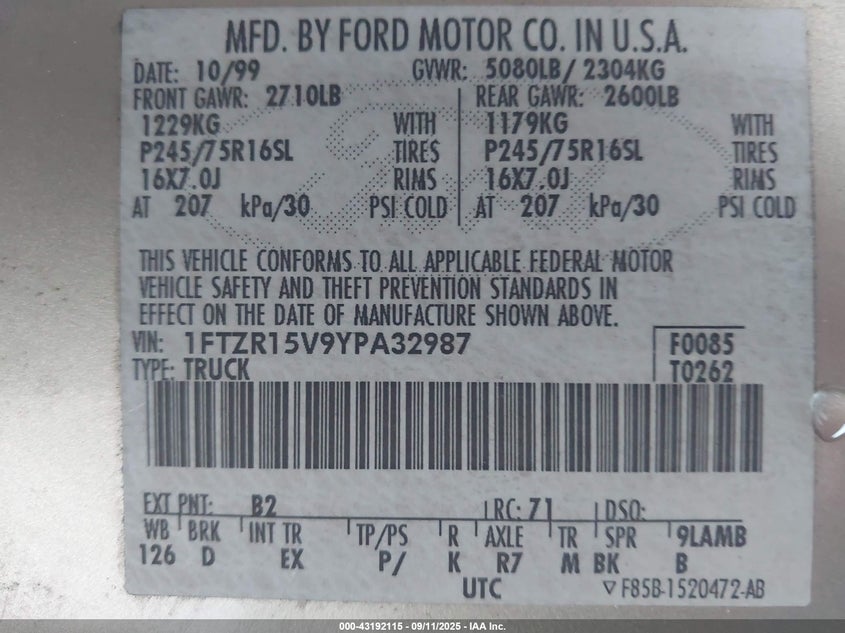 MFD. BY FORD MOTOR CO. IN U.S.A.
DATE: 10/99 GVWR: 5080LB/ 2304KG
FRONT GAWR: 2710LB REAR GAWR: 2600LB
1229KG WITH 1179KG WITH
P245/75R16SL TIRES P245/75R16SL TIRES
16X7.0J RIMS 16X7.0J RIMS
AT 207 kPa/30 PSI COLD AT 207 kPa/30 PSI COLD
THIS VEHICLE CONFORMS TO ALL APPLICABLE FEDERAL MOTOR
VEHICLE SAFETY AND THEFT PREVENTION STANDARDS IN
EFFECT ON THE DATE OF MANUFACTURE SHOWN ABOVE.
VIN: 1FTZR15V9YPA32987 F0085
TYPE: TRUCK T0262
EXT PNT: B2 RC: 71 DSO:
WB BRK INT TR TP/PS R AXLE TR SPR 9LAMB
126 D EX P/ K R7 M BK B
UTC ▽ F85B-1520472-AB
000-43192115 - 09/11/2025 - IAA Inc.